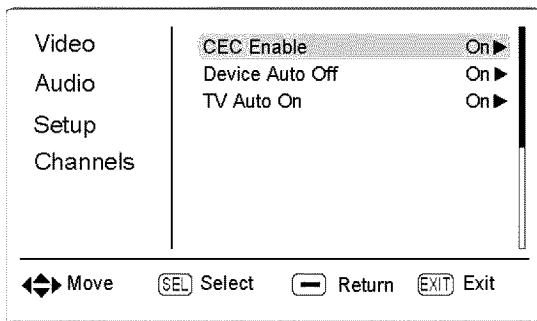 Video
Audio
Setup
Channels
CEC Enable On
Device Auto Off On
TV Auto On On
Move SEL Select Return EXIT Exit